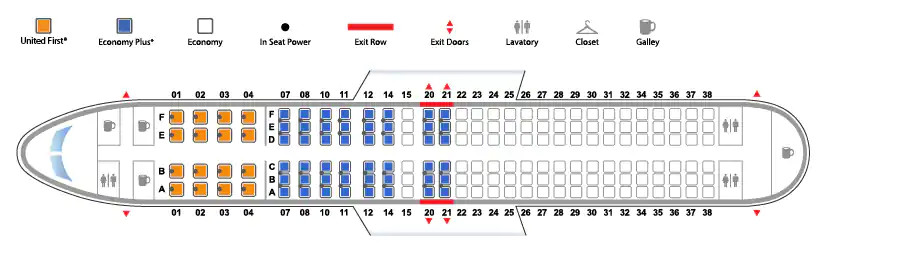 United First* Economy Plus* Economy In Seat Power Exit Row Exit Doors Lavatory Closet Galley
01 02 03 04 07 08 10 11 12 14 15 20 21 22 23 24 25 26 27 28 29 30 31 32 33 34 35 36 37 38
F F
E E
D
C
B B
A A
01 02 03 04 07 08 10 11 12 14 15 20 21 22 23 24 25 26 27 28 29 30 31 32 33 34 35 36 37 38